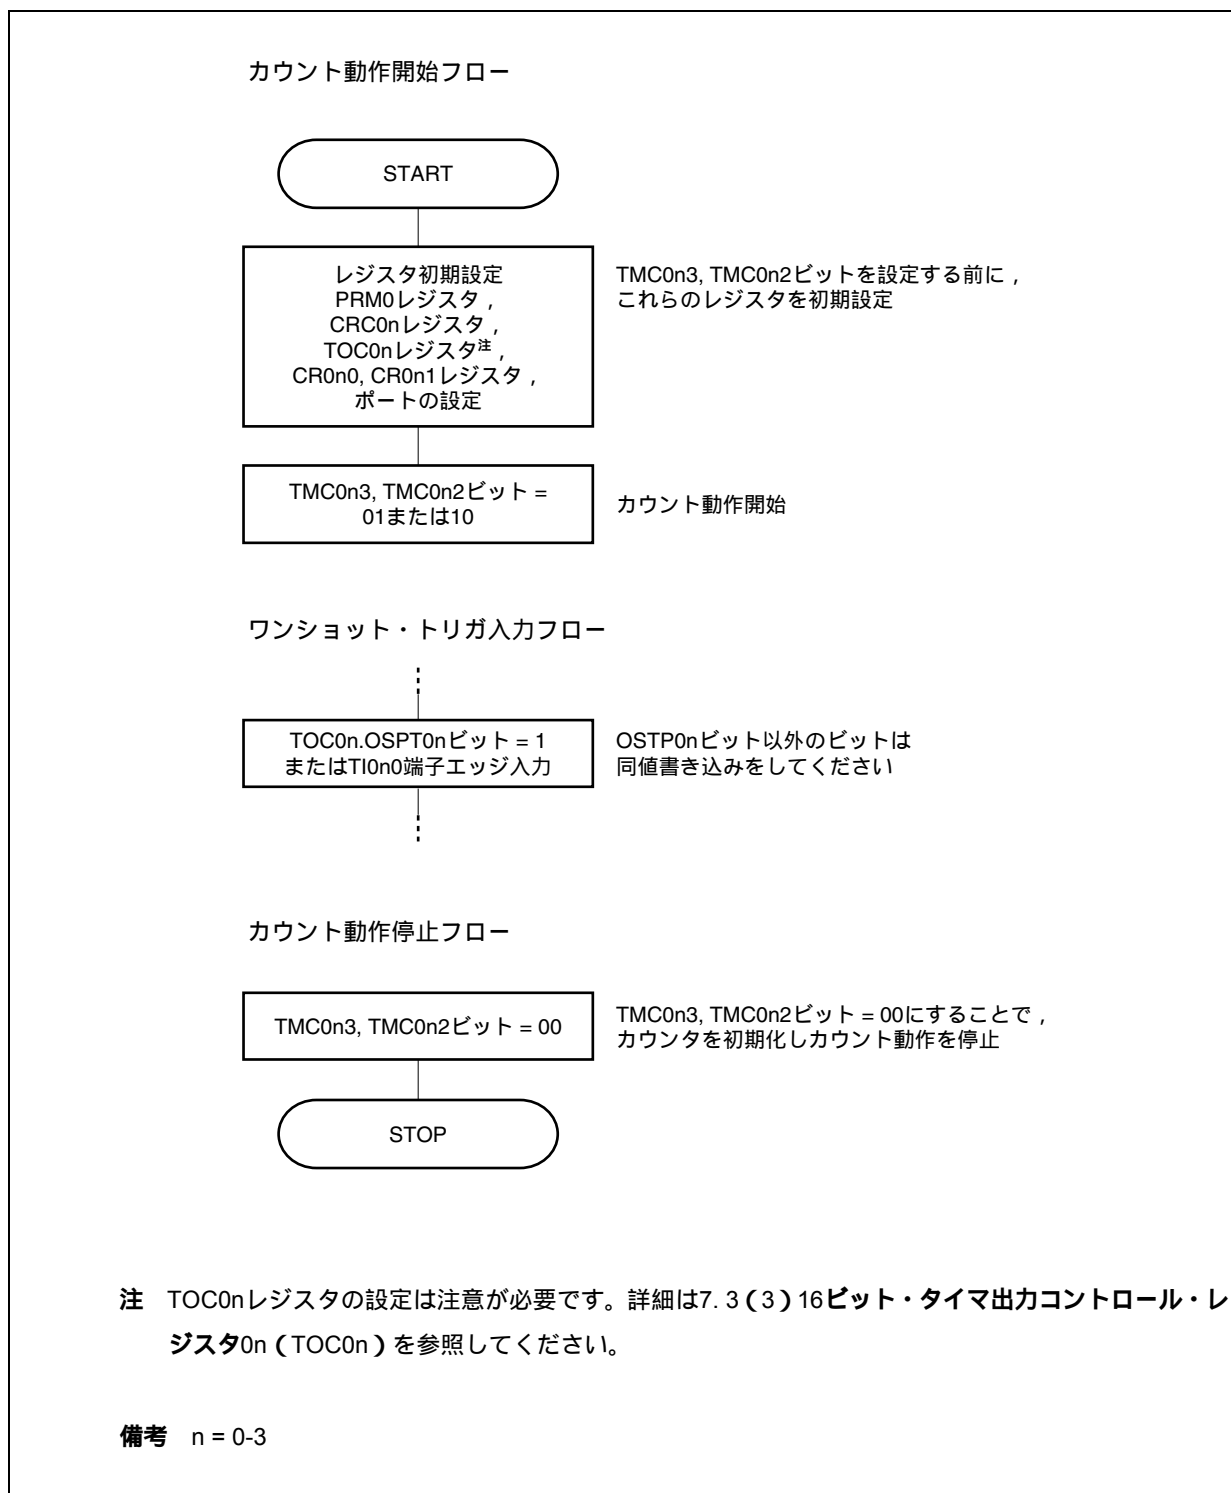 カウント動作開始フロー
START
レジスタ初期設定
PRM0レジスタ，
CRC0nレジスタ，
TOC0nレジスタ注，
CR0n0, CR0n1レジスタ，
ポートの設定
TMC0n3, TMC0n2ビットを設定する前に，
これらのレジスタを初期設定
TMC0n3, TMC0n2ビット =
01または10
カウント動作開始
ワンショット・トリガ入力フロー
TOC0n.OSPT0nビット = 1
またはTI0n0端子エッジ入力
OSTP0nビット以外のビットは
同値書き込みをしてください
カウント動作停止フロー
TMC0n3, TMC0n2ビット = 00
TMC0n3, TMC0n2ビット = 00にすることで，
カウンタを初期化しカウント動作を停止
STOP
注 TOC0nレジスタの設定は注意が必要です。詳細は7. 3（3）16ビット・タイマ出力コントロール・レ
ジスタ0n（TOC0n）を参照してください。
備考 n = 0-3